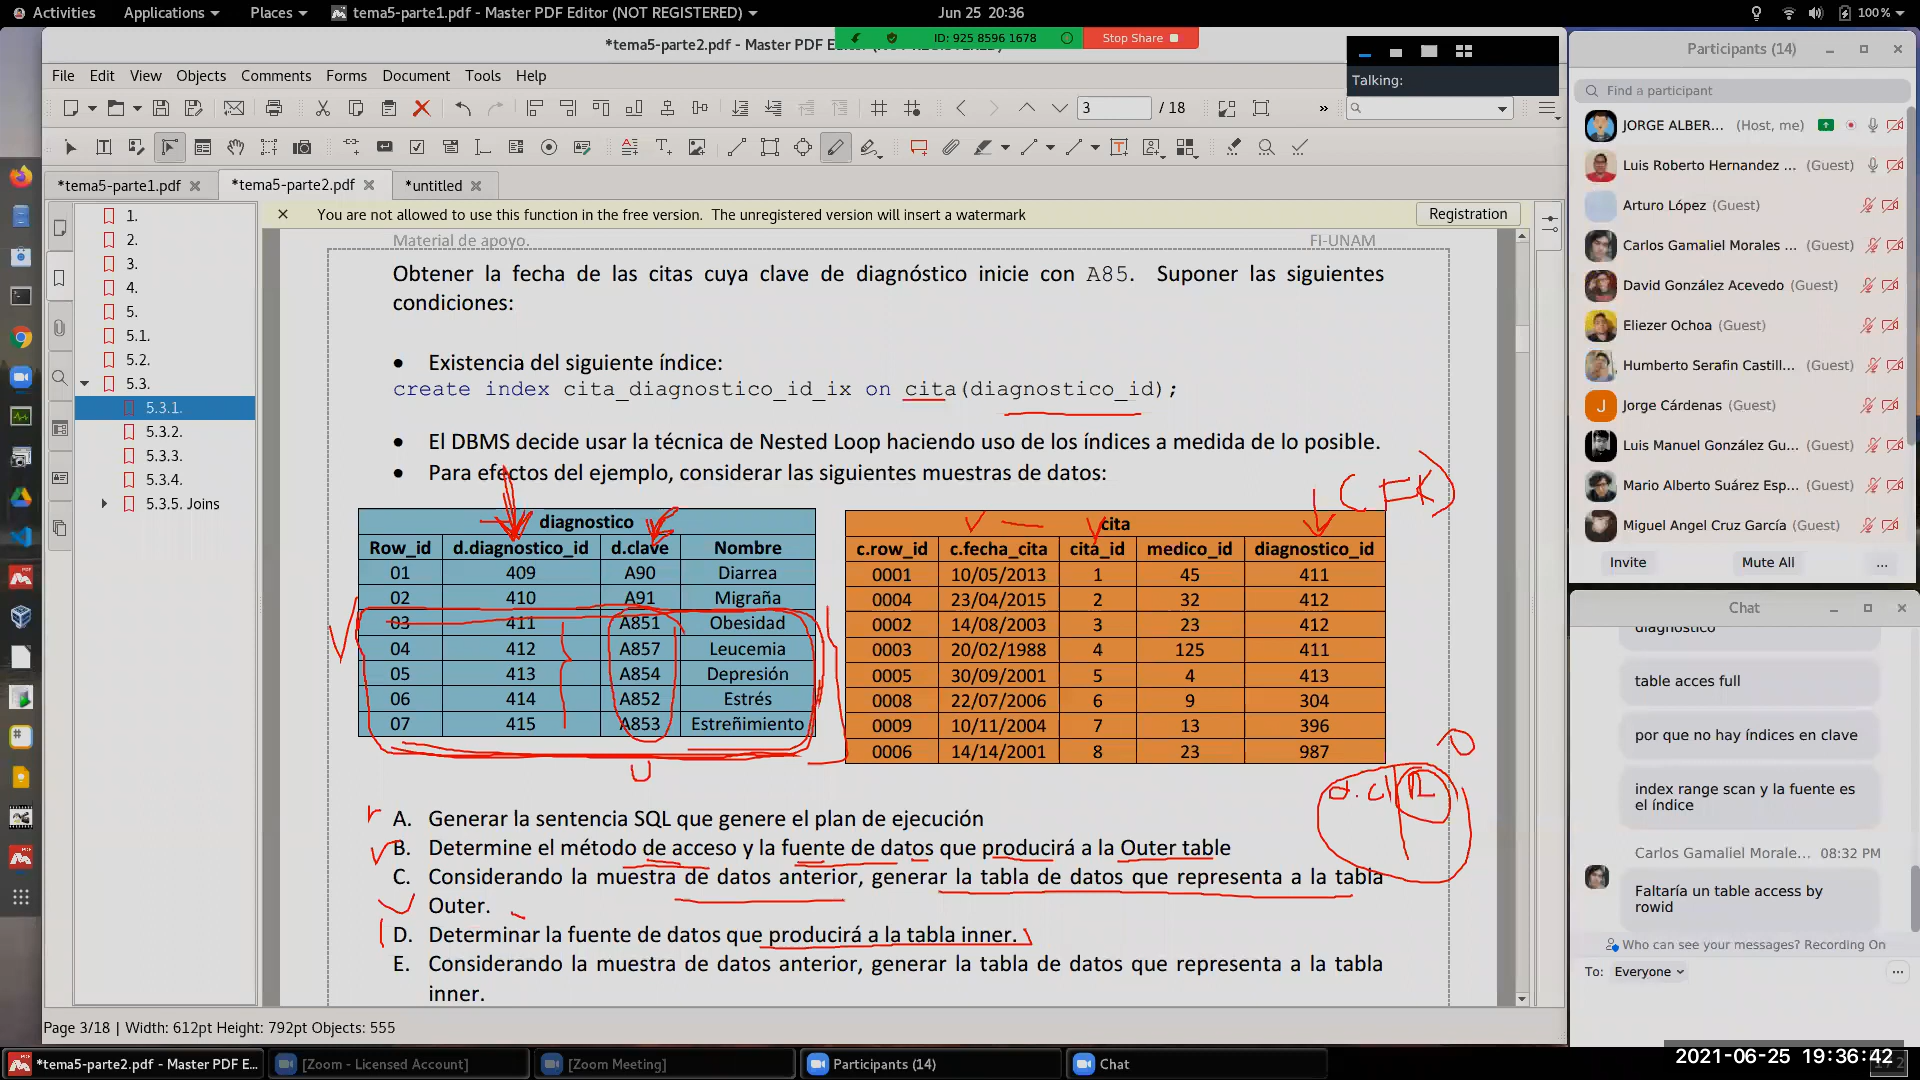 Activities
Applications
Places
tema5-parte1.pdf - Master PDF Editor (NOT REGISTERED)
Jun 25 20:36
100%
*tema5-parte2.pdf - Master PDF
ID: 925 8596 1678
Stop Share
Talking:
File Edit View Objects Comments Forms Document Tools Help
3 / 18
*tema5-parte1.pdf
*tema5-parte2.pdf
*untitled
You are not allowed to use this function in the free version. The unregistered version will insert a watermark
Registration
1.
2.
3.
4.
5.
5.1.
5.2.
5.3.
5.3.1.
5.3.2.
5.3.3.
5.3.4.
5.3.5. Joins
Material de apoyo. FI-UNAM
Obtener la fecha de las citas cuya clave de diagnóstico inicie con A85. Suponer las siguientes
condiciones:
• Existencia del siguiente índice:
create index cita_diagnostico_id_ix on cita(diagnostico_id);
• El DBMS decide usar la técnica de Nested Loop haciendo uso de los índices a medida de lo posible.
• Para efectos del ejemplo, considerar las siguientes muestras de datos:
(FK)
diagnostico
Row_id d.diagnostico_id d.clave Nombre
01 409 A90 Diarrea
02 410 A91 Migraña
03 411 A851 Obesidad
04 412 A857 Leucemia
05 413 A854 Depresión
06 414 A852 Estrés
07 415 A853 Estreñimiento
cita
c.row_id c.fecha_cita cita_id medico_id diagnostico_id
0001 10/05/2013 1 45 411
0004 23/04/2015 2 32 412
0002 14/08/2003 3 23 412
0003 20/02/1988 4 125 411
0005 30/09/2001 5 4 413
0008 22/07/2006 6 9 304
0009 10/11/2004 7 13 396
0006 14/14/2001 8 23 987
A. Generar la sentencia SQL que genere el plan de ejecución
B. Determine el método de acceso y la fuente de datos que producirá a la Outer table
C. Considerando la muestra de datos anterior, generar la tabla de datos que representa a la tabla
Outer.
D. Determinar la fuente de datos que producirá a la tabla inner.
E. Considerando la muestra de datos anterior, generar la tabla de datos que representa a la tabla
inner.
Page 3/18 | Width: 612pt Height: 792pt Objects: 555
Participants (14)
Find a participant
JORGE ALBER... (Host, me)
Luis Roberto Hernandez ... (Guest)
Arturo López (Guest)
Carlos Gamaliel Morales ... (Guest)
David González Acevedo (Guest)
Eliezer Ochoa (Guest)
Humberto Serafin Castill... (Guest)
J Jorge Cárdenas (Guest)
Luis Manuel González Gu... (Guest)
Mario Alberto Suárez Esp... (Guest)
Miguel Angel Cruz García (Guest)
Invite Mute All ...
Chat
diagnostico
table acces full
por que no hay índices en clave
index range scan y la fuente es
el índice
Carlos Gamaliel Morale... 08:32 PM
Faltaría un table access by
rowid
Who can see your messages? Recording On
To: Everyone
*tema5-parte2.pdf - Master PDF E...
[Zoom - Licensed Account]
[Zoom Meeting]
Participants (14)
Chat
2021-06-25 19:36:42